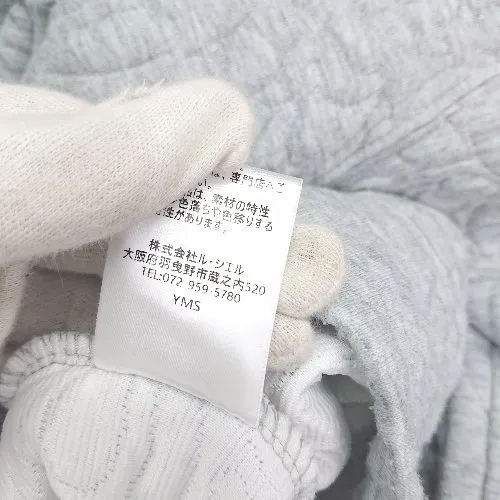 は、専門店へご
い。
は、素材の特性
色落ちや色移りする
性があります。
株式会社ル・シエル
大阪府羽曳野市蔵之内520
TEL:072-959-5780
YMS